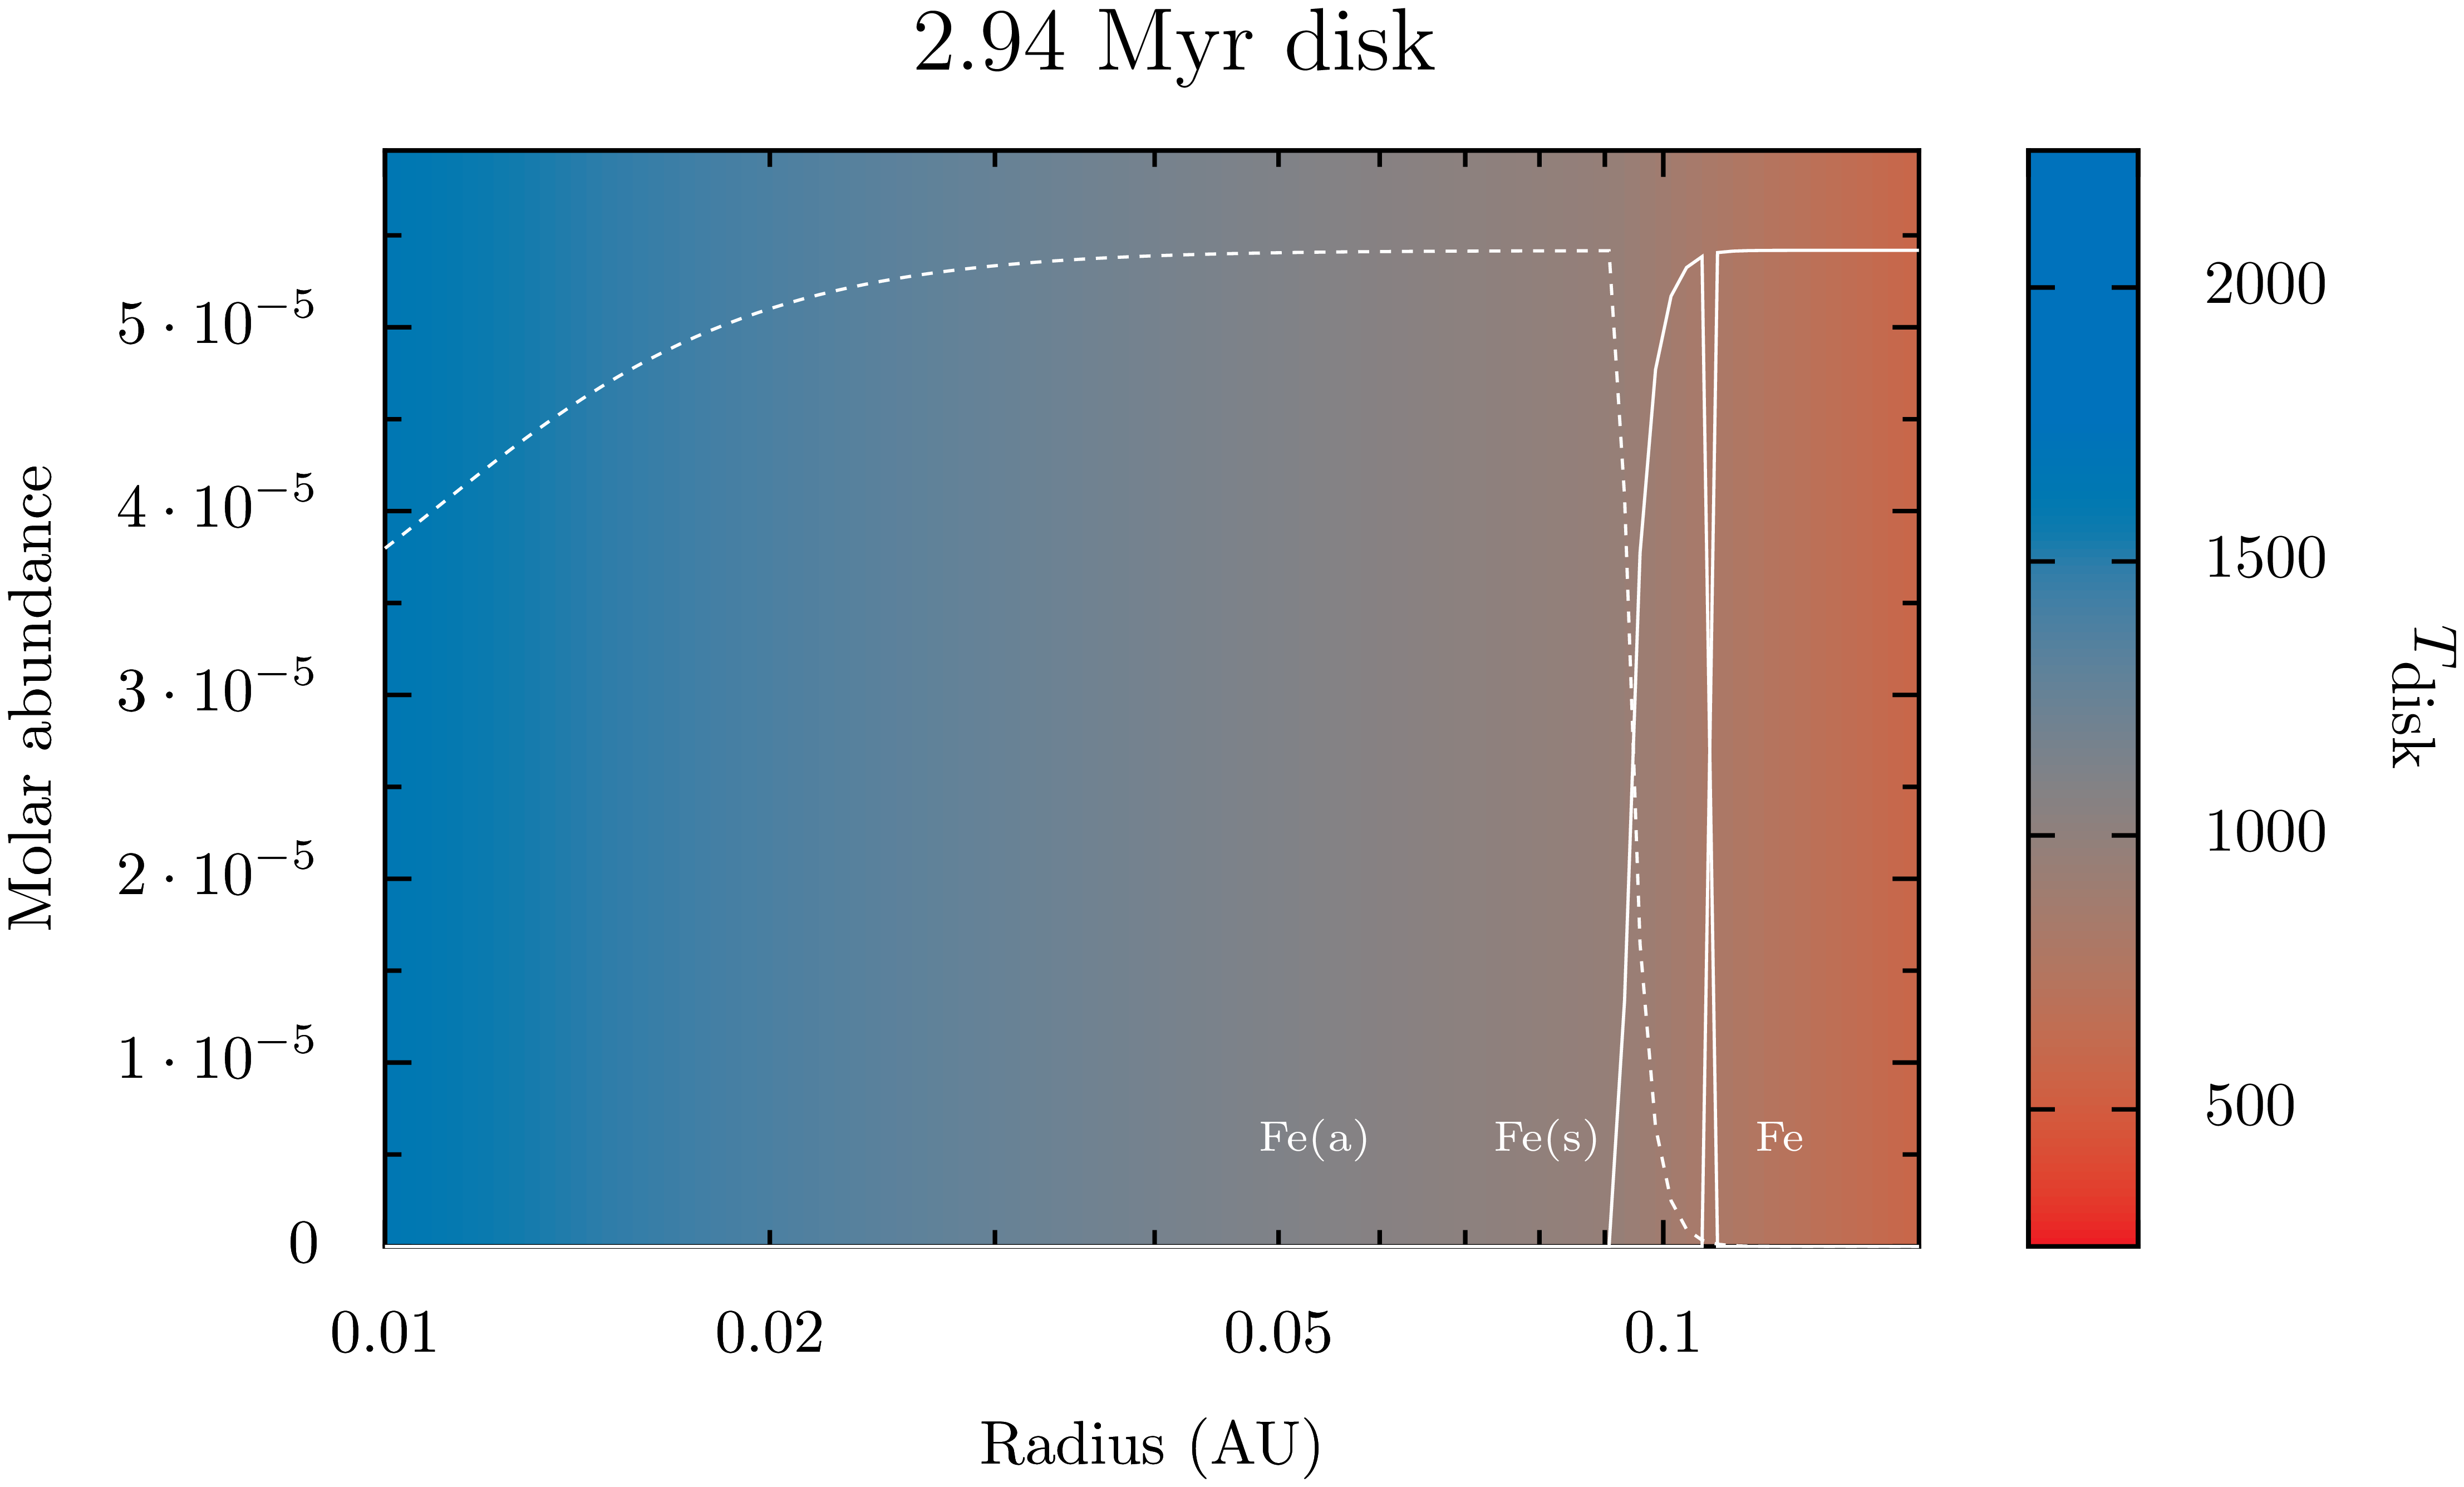 2.94 Myr disk
Molar abundance
5 · 10⁻⁵
4 · 10⁻⁵
3 · 10⁻⁵
2 · 10⁻⁵
1 · 10⁻⁵
0
Fe(a) Fe(s) Fe
0.01 0.02 0.05 0.1
Radius (AU)
2000
1500
1000
500
T_disk